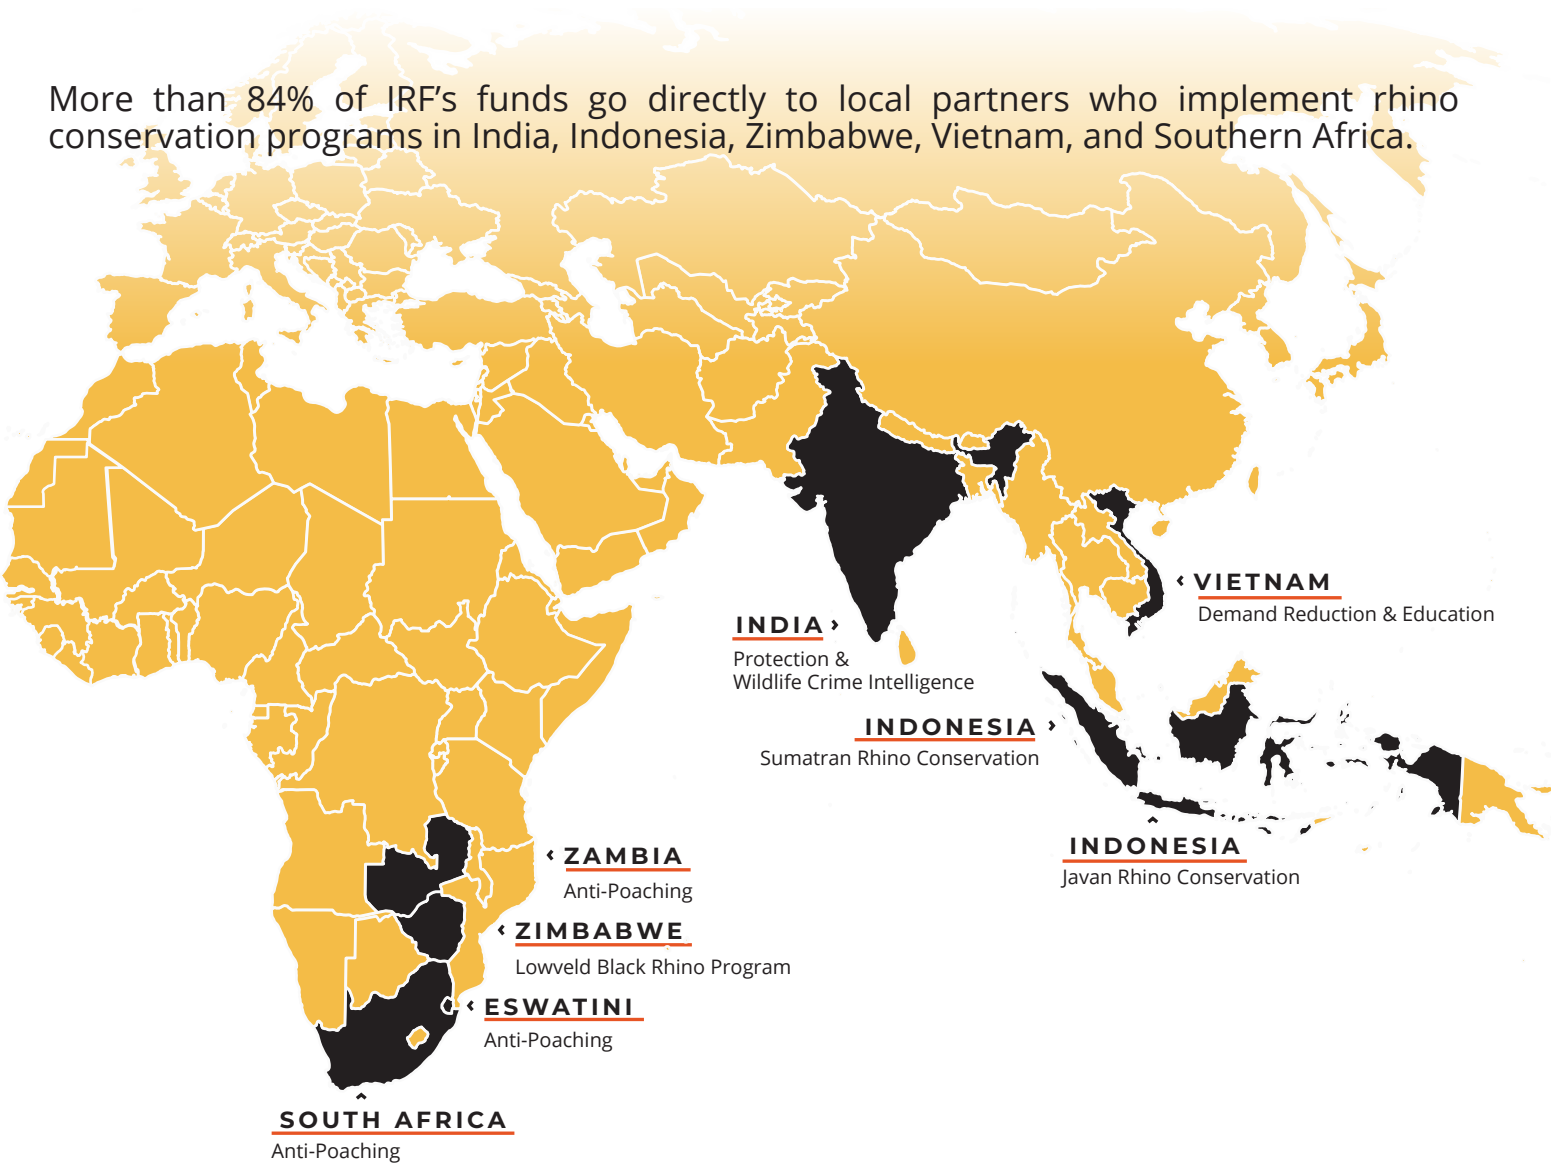 More than 84% of IRF’s funds go directly to local partners who implement rhino
conservation programs in India, Indonesia, Zimbabwe, Vietnam, and Southern Africa.
VIETNAM
Demand Reduction & Education
INDIA
Protection &
Wildlife Crime Intelligence
INDONESIA
Sumatran Rhino Conservation
INDONESIA
Javan Rhino Conservation
ZAMBIA
Anti-Poaching
ZIMBABWE
Lowveld Black Rhino Program
ESWATINI
Anti-Poaching
SOUTH AFRICA
Anti-Poaching